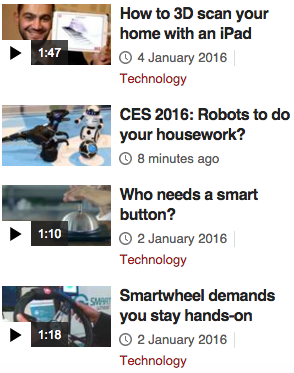 How to 3D scan your
home with an iPad
1:47
4 January 2016
Technology
CES 2016: Robots to do
your housework?
8 minutes ago
Who needs a smart
button?
1:10
2 January 2016
Technology
Smartwheel demands
you stay hands-on
SMART
wheel
1:18
2 January 2016
Technology